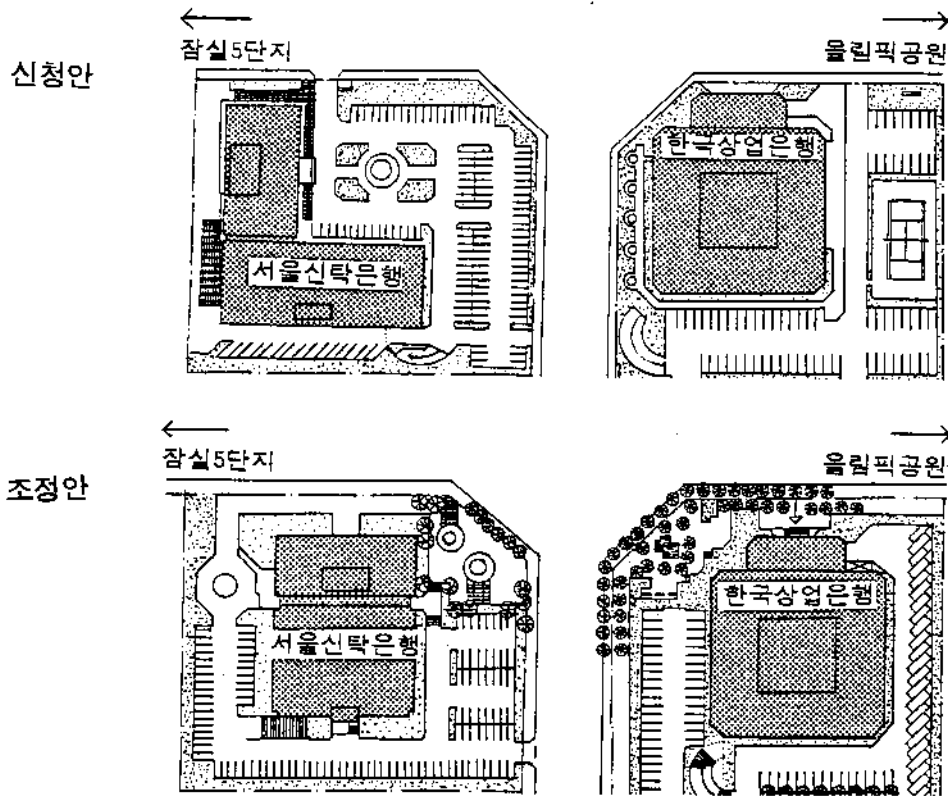 잠실5단지
올림픽공원
신청안
한국상업은행
서울신탁은행
잠실5단지
올림픽공원
조정안
한국상업은행
서울신탁은행